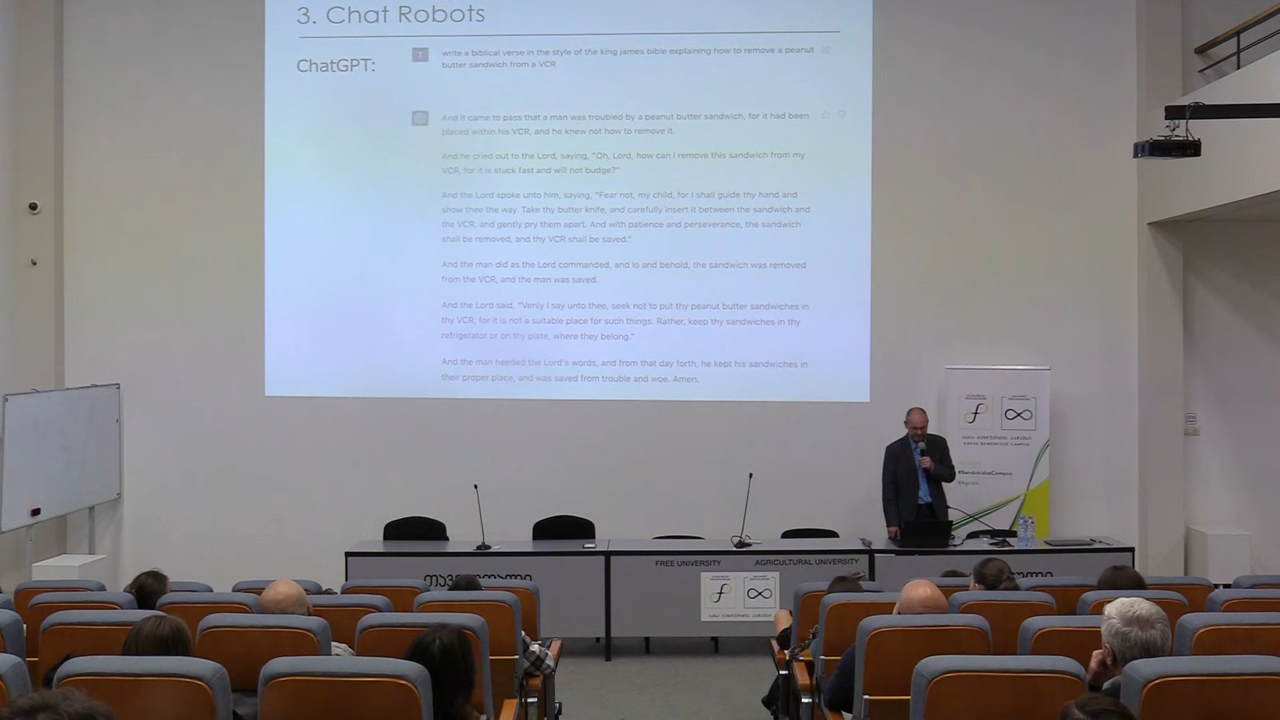 3. Chat Robots
ChatGPT:
write a biblical verse in the style of the king james bible explaining how to remove a peanut
butter sandwich from a VCR
And it came to pass that a man was troubled by a peanut butter sandwich, for it had been
placed within his VCR, and he knew not how to remove it.
And he cried out to the Lord, saying, "Oh, Lord, how can I remove this sandwich from my
VCR, for it is stuck fast and will not budge?"
And the Lord spoke unto him, saying, "Fear not, my child, for I shall guide thy hand and
show thee the way. Take thy butter knife, and carefully insert it between the sandwich and
the VCR, and gently pry them apart. And with patience and perseverance, the sandwich
shall be removed, and thy VCR shall be saved."
And the man did as the Lord commanded, and lo and behold, the sandwich was removed
from the VCR, and the man was saved.
And the Lord said, "Verily I say unto thee, seek not to put thy peanut butter sandwiches in
thy VCR, for it is not a suitable place for such things. Rather, keep thy sandwiches in thy
refrigerator or on thy plate, where they belong."
And the man heeded the Lord's words, and from that day forth, he kept his sandwiches in
their proper place, and was saved from trouble and woe. Amen.
KAKHA BENDUKIDZE CAMPUS
#BendukidzeCampus
FREE UNIVERSITY
AGRICULTURAL UNIVERSITY